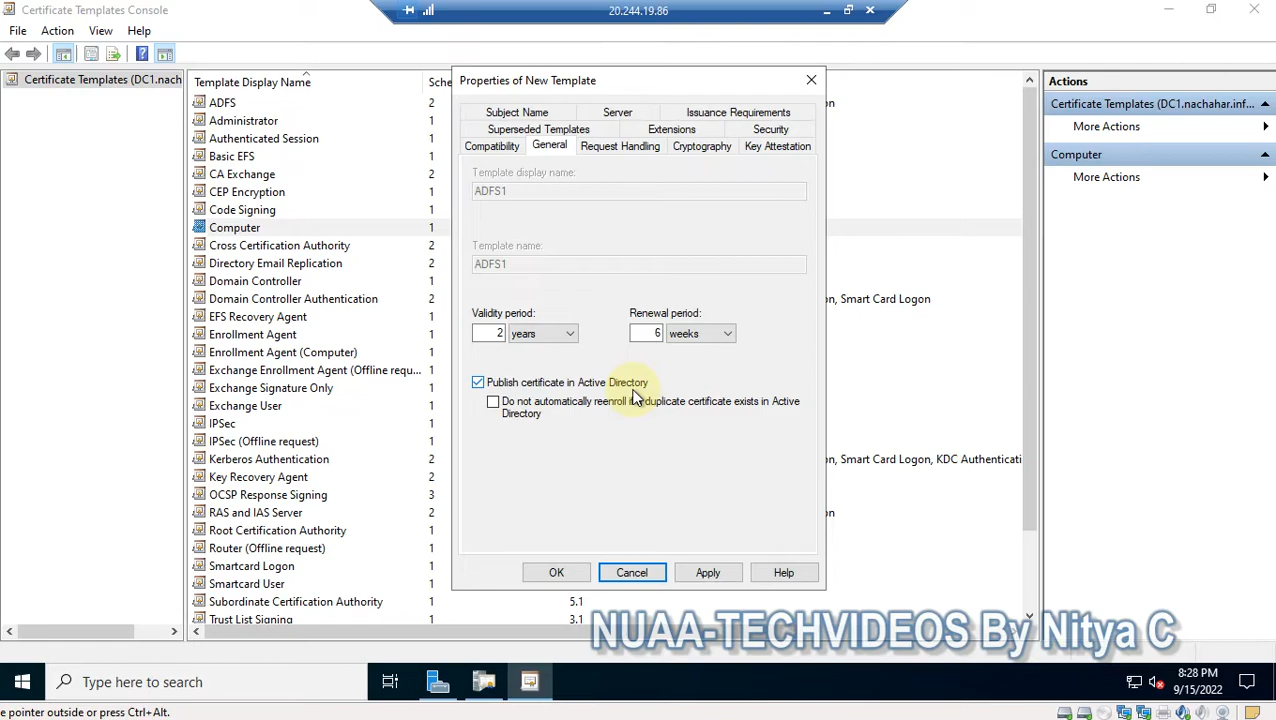 Certificate Templates Console
20.244.19.86
File Action View Help
Certificate Templates (DC1.nach
Template Display Name
Sche
ADFS 2
Administrator 1
Authenticated Session 2
Basic EFS 1
CA Exchange 2
CEP Encryption 1
Code Signing 1
Computer 1
Cross Certification Authority 2
Directory Email Replication 2
Domain Controller 1
Domain Controller Authentication 2
EFS Recovery Agent 1
Enrollment Agent 1
Enrollment Agent (Computer) 1
Exchange Enrollment Agent (Offline requ... 1
Exchange Signature Only 1
Exchange User 1
IPSec 1
IPSec (Offline request) 1
Kerberos Authentication 2
Key Recovery Agent 2
OCSP Response Signing 3
RAS and IAS Server 2
Root Certification Authority 1
Router (Offline request) 1
Smartcard Logon 1
Smartcard User 1
Subordinate Certification Authority 1
5.1
Trust List Signing 1
3.1
on
n, Smart Card Logon
on
n, Smart Card Logon, KDC Authenticati
on
Properties of New Template
Subject Name Server Issuance Requirements
Superseded Templates Extensions Security
Compatibility General Request Handling Cryptography Key Attestation
Template display name:
ADFS1
Template name:
ADFS1
Validity period: Renewal period:
2 years 6 weeks
Publish certificate in Active Directory
Do not automatically reenroll if duplicate certificate exists in Active
Directory
OK Cancel Apply Help
Actions
Certificate Templates (DC1.nachahar.inf...
More Actions
Computer
More Actions
NUAA-TECHVIDEOS By Nitya C
Type here to search
8:28 PM
9/15/2022
e pointer outside or press Ctrl+Alt.